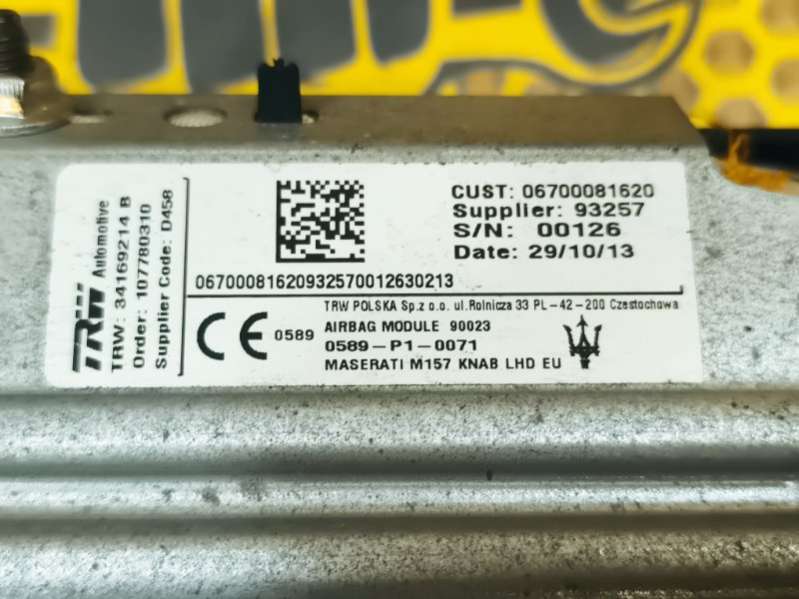 TRW Automotive
TRW: 34169214 B
Order: 107780310
Supplier Code: D458
CUST: 06700081620
Supplier: 93257
S/N: 00126
Date: 29/10/13
0670008162093257001263​0213
TRW POLSKA Sp.z o.o. ul.Rolnicza 33 PL-42-200 Czestochowa
CE 0589
AIRBAG MODULE 90023
0589-P1-0071
MASERATI M157 KNAB LHD EU